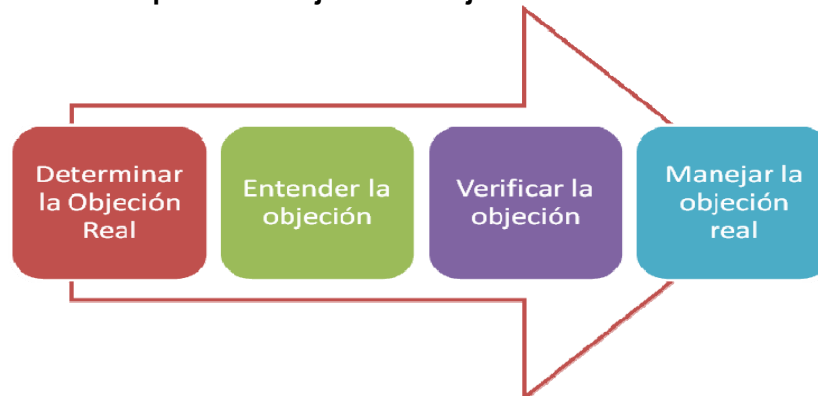 Determinar
la Objeción
Real
Entender la
objeción
Verificar la
objeción
Manejar la
objeción
real